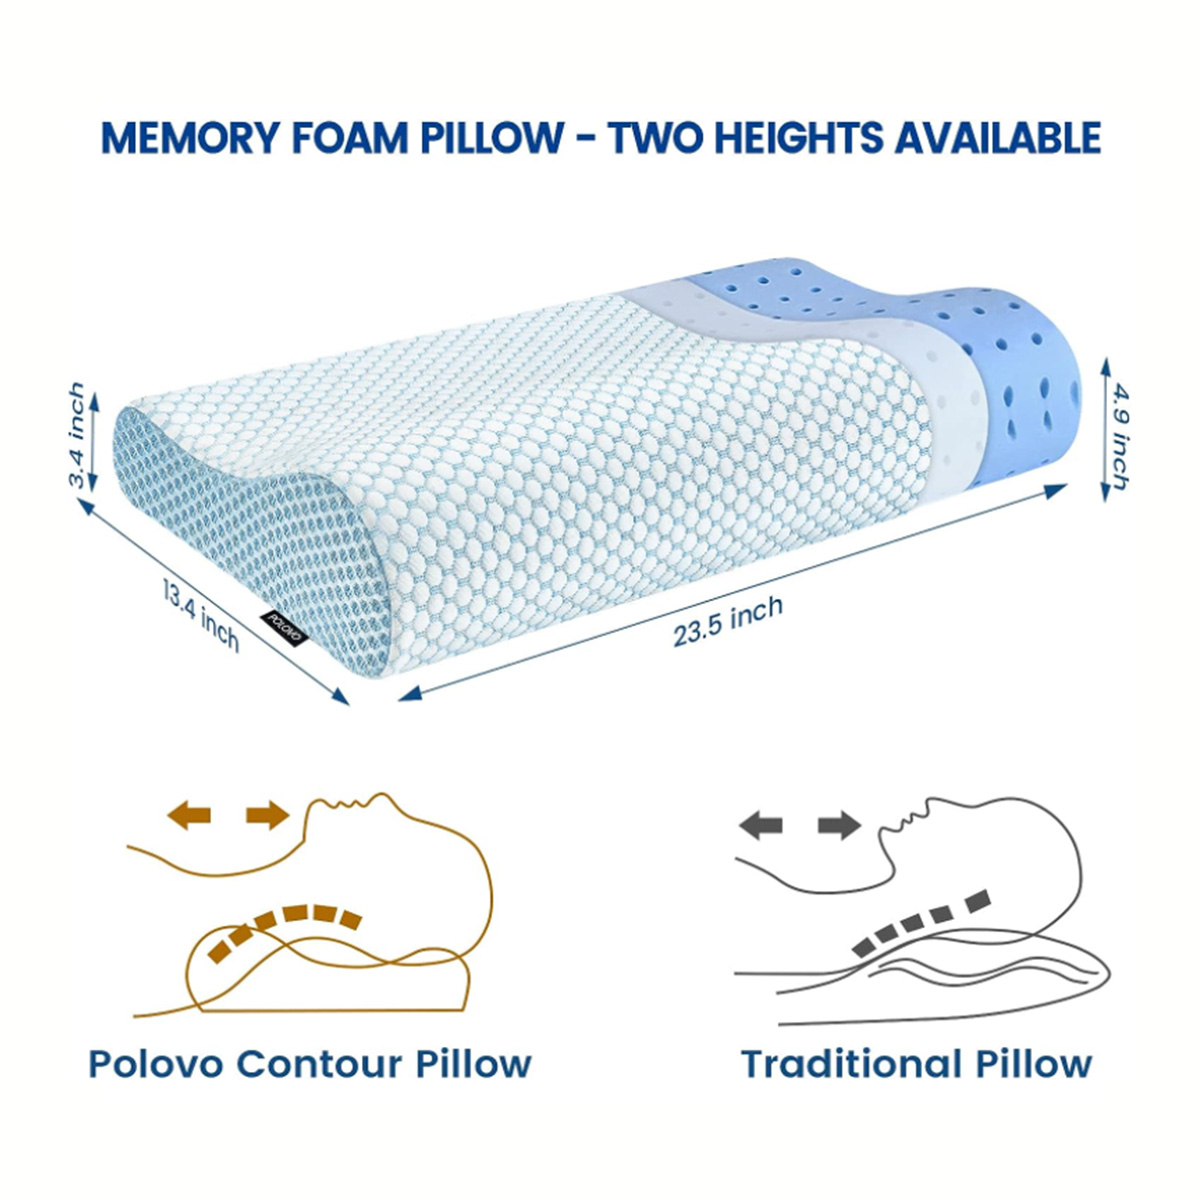 MEMORY FOAM PILLOW - TWO HEIGHTS AVAILABLE
3.4 inch
4.9 inch
13.4 inch
POLOVO
23.5 inch
Polovo Contour Pillow
Traditional Pillow